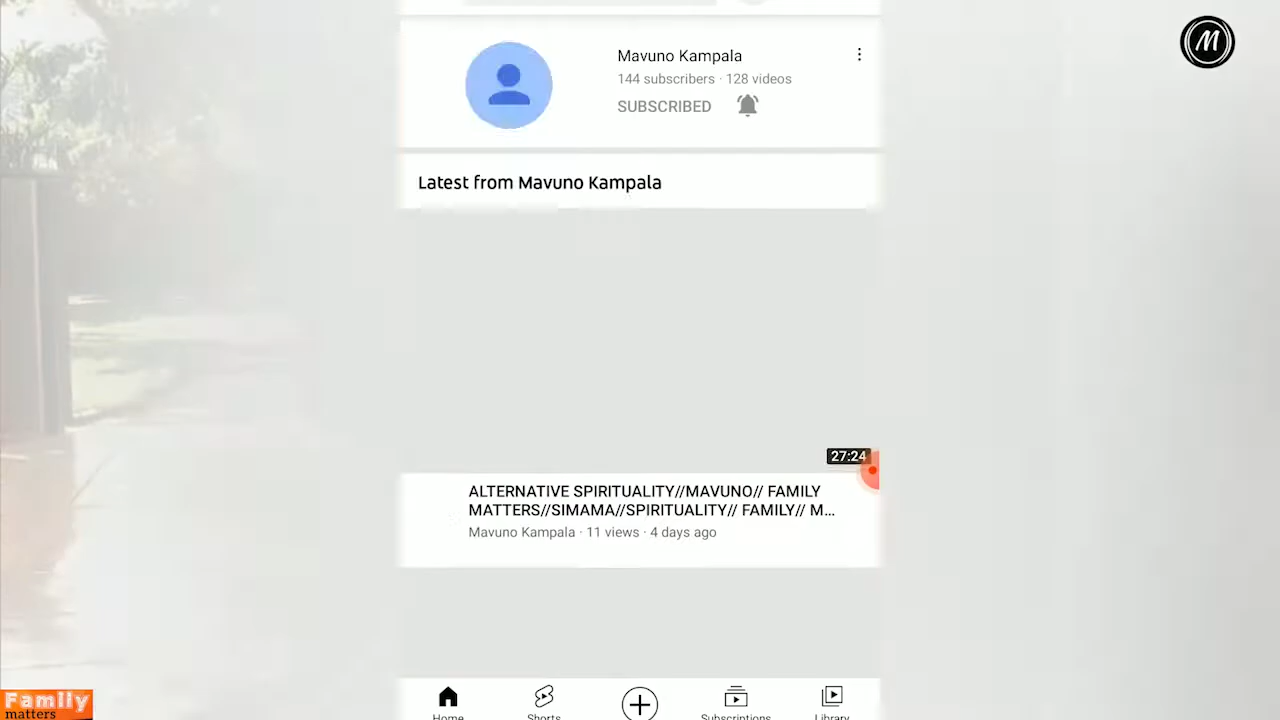 M
Mavuno Kampala
144 subscribers · 128 videos
SUBSCRIBED
Latest from Mavuno Kampala
27:24
ALTERNATIVE SPIRITUALITY//MAVUNO// FAMILY
MATTERS//SIMAMA//SPIRITUALITY// FAMILY// M...
Mavuno Kampala · 11 views · 4 days ago
Home
Shorts
Subscriptions
Library
Family
matters